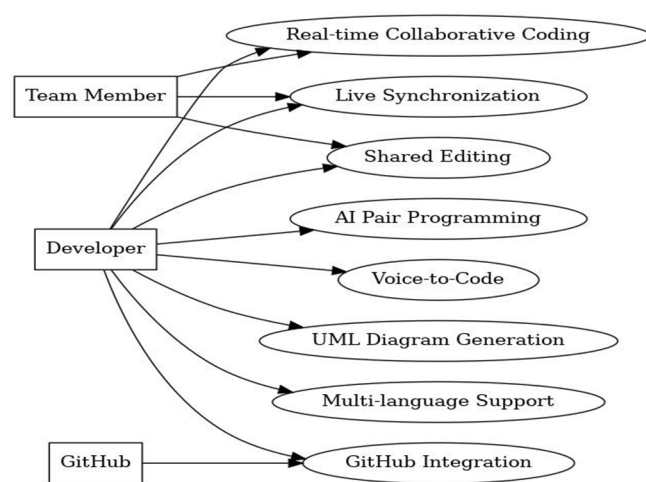 Real-time Collaborative Coding
Team Member
Live Synchronization
Shared Editing
AI Pair Programming
Developer
Voice-to-Code
UML Diagram Generation
Multi-language Support
GitHub
GitHub Integration